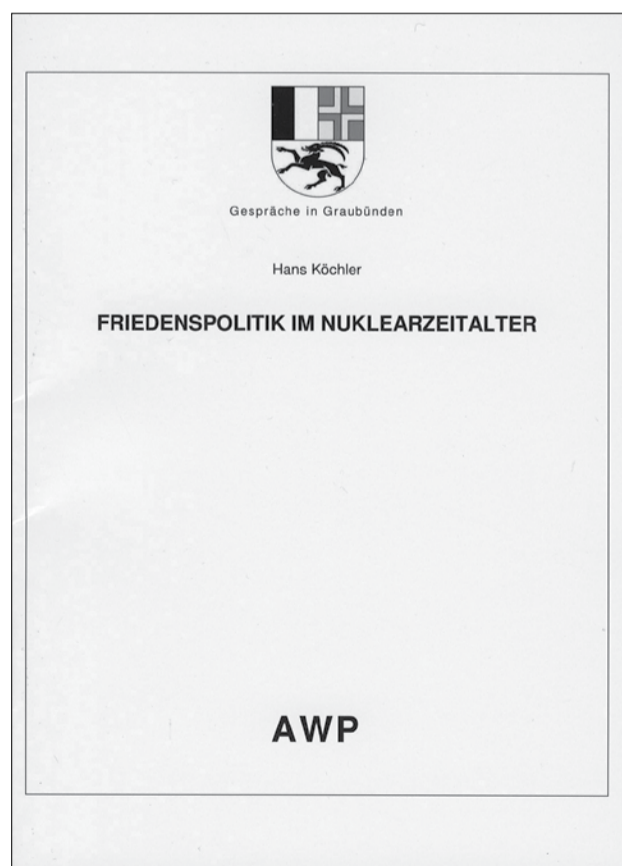 Gespräche in Graubünden
Hans Köchler
FRIEDENSPOLITIK IM NUKLEARZEITALTER
AWP